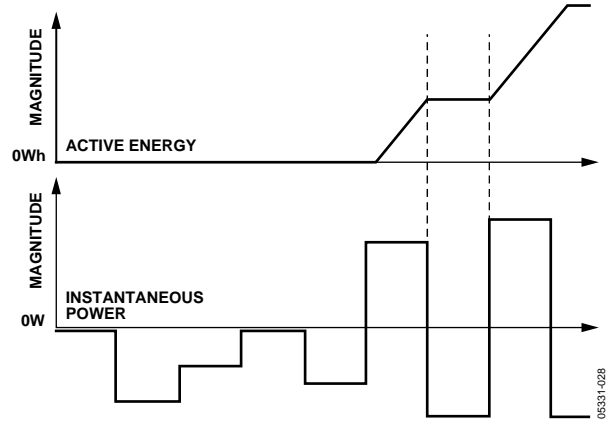 MAGNITUDE
ACTIVE ENERGY
0Wh
MAGNITUDE
INSTANTANEOUS
POWER
0W
05331-028